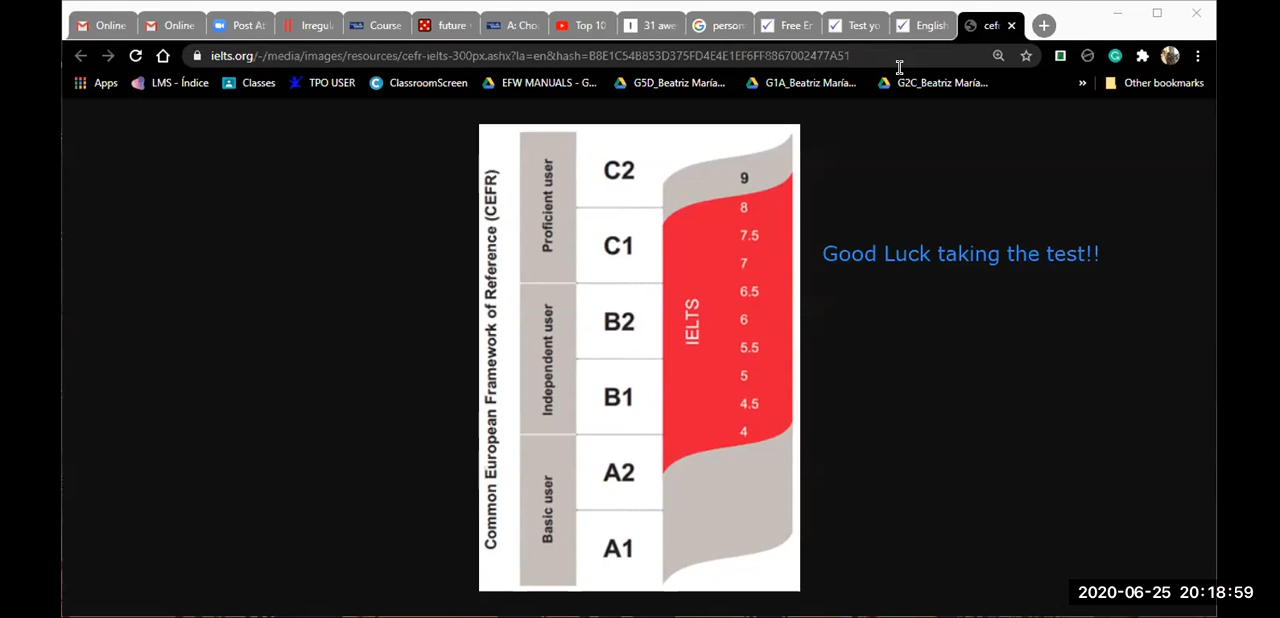 Online
Online
Post At
Irregula
Course
future
A: Cho
Top 10
31 awe
person
Free Er
Test yo
English
cef
ielts.org/-/media/images/resources/cefr-ielts-300px.ashx?la=en&hash=B8E1C54B853D375FD4E4E1EF6FF8867002477A51
Apps
LMS - Índice
Classes
TPO USER
ClassroomScreen
EFW MANUALS - G...
G5D_Beatriz María...
G1A_Beatriz María...
G2C_Beatriz María...
»
Other bookmarks
Common European Framework of Reference (CEFR)
Proficient user
Independent user
Basic user
C2
C1
B2
B1
A2
A1
IELTS
9
8
7.5
7
6.5
6
5.5
5
4.5
4
Good Luck taking the test!!
2020-06-25 20:18:59